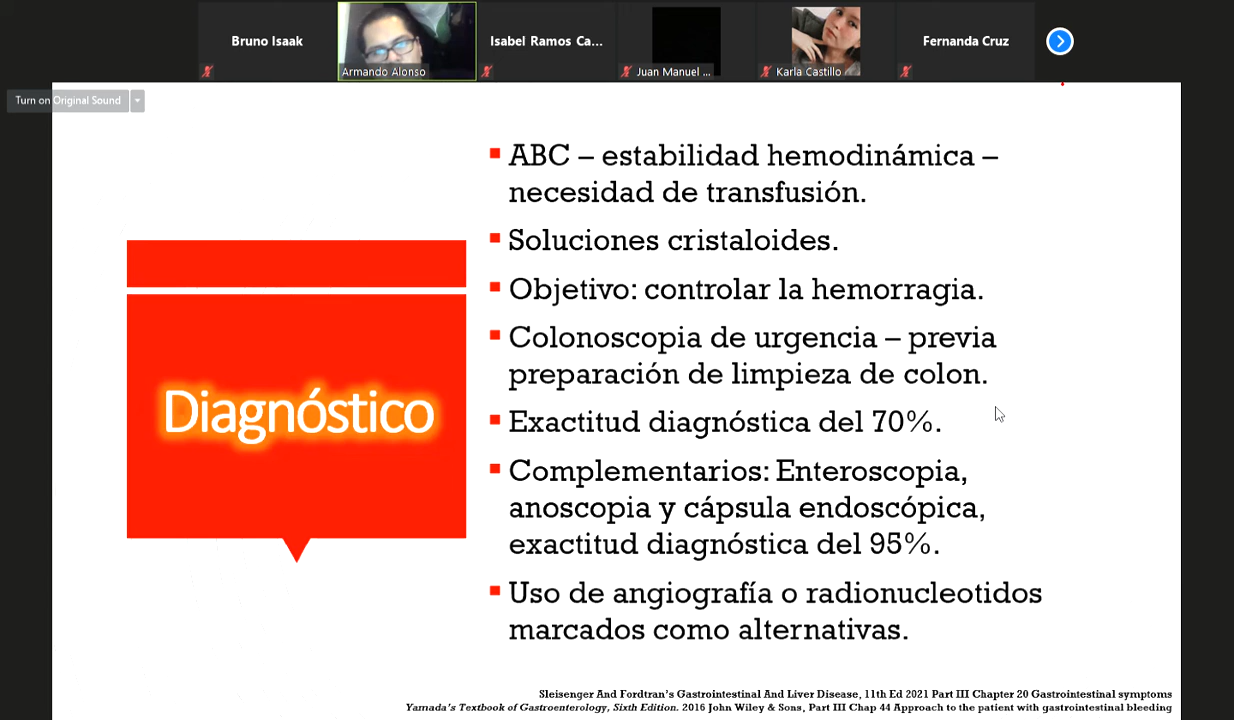 Bruno Isaak
Armando Alonso
Isabel Ramos Ca...
Juan Manuel ...
Karla Castillo
Fernanda Cruz
Turn on Original Sound
Diagnóstico
ABC – estabilidad hemodinámica –
necesidad de transfusión.
Soluciones cristaloides.
Objetivo: controlar la hemorragia.
Colonoscopia de urgencia – previa
preparación de limpieza de colon.
Exactitud diagnóstica del 70%.
Complementarios: Enteroscopia,
anoscopia y cápsula endoscópica,
exactitud diagnóstica del 95%.
Uso de angiografía o radionucleotidos
marcados como alternativas.
Sleisenger And Fordtran's Gastrointestinal And Liver Disease, 11th Ed 2021 Part III Chapter 20 Gastrointestinal symptoms
Yamada's Textbook of Gastroenterology, Sixth Edition. 2016 John Wiley & Sons, Part III Chap 44 Approach to the patient with gastrointestinal bleeding